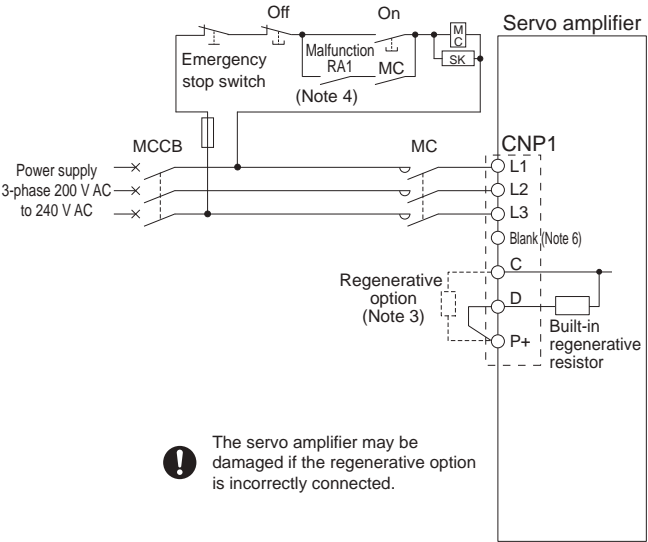 Off
On
Servo amplifier
Emergency
stop switch
Malfunction
RA1
MC
(Note 4)
M
C
SK
MCCB
MC
CNP1
Power supply
3-phase 200 V AC
to 240 V AC
L1
L2
L3
Blank (Note 6)
C
D
P+
Regenerative
option
(Note 3)
Built-in
regenerative
resistor
The servo amplifier may be
damaged if the regenerative option
is incorrectly connected.